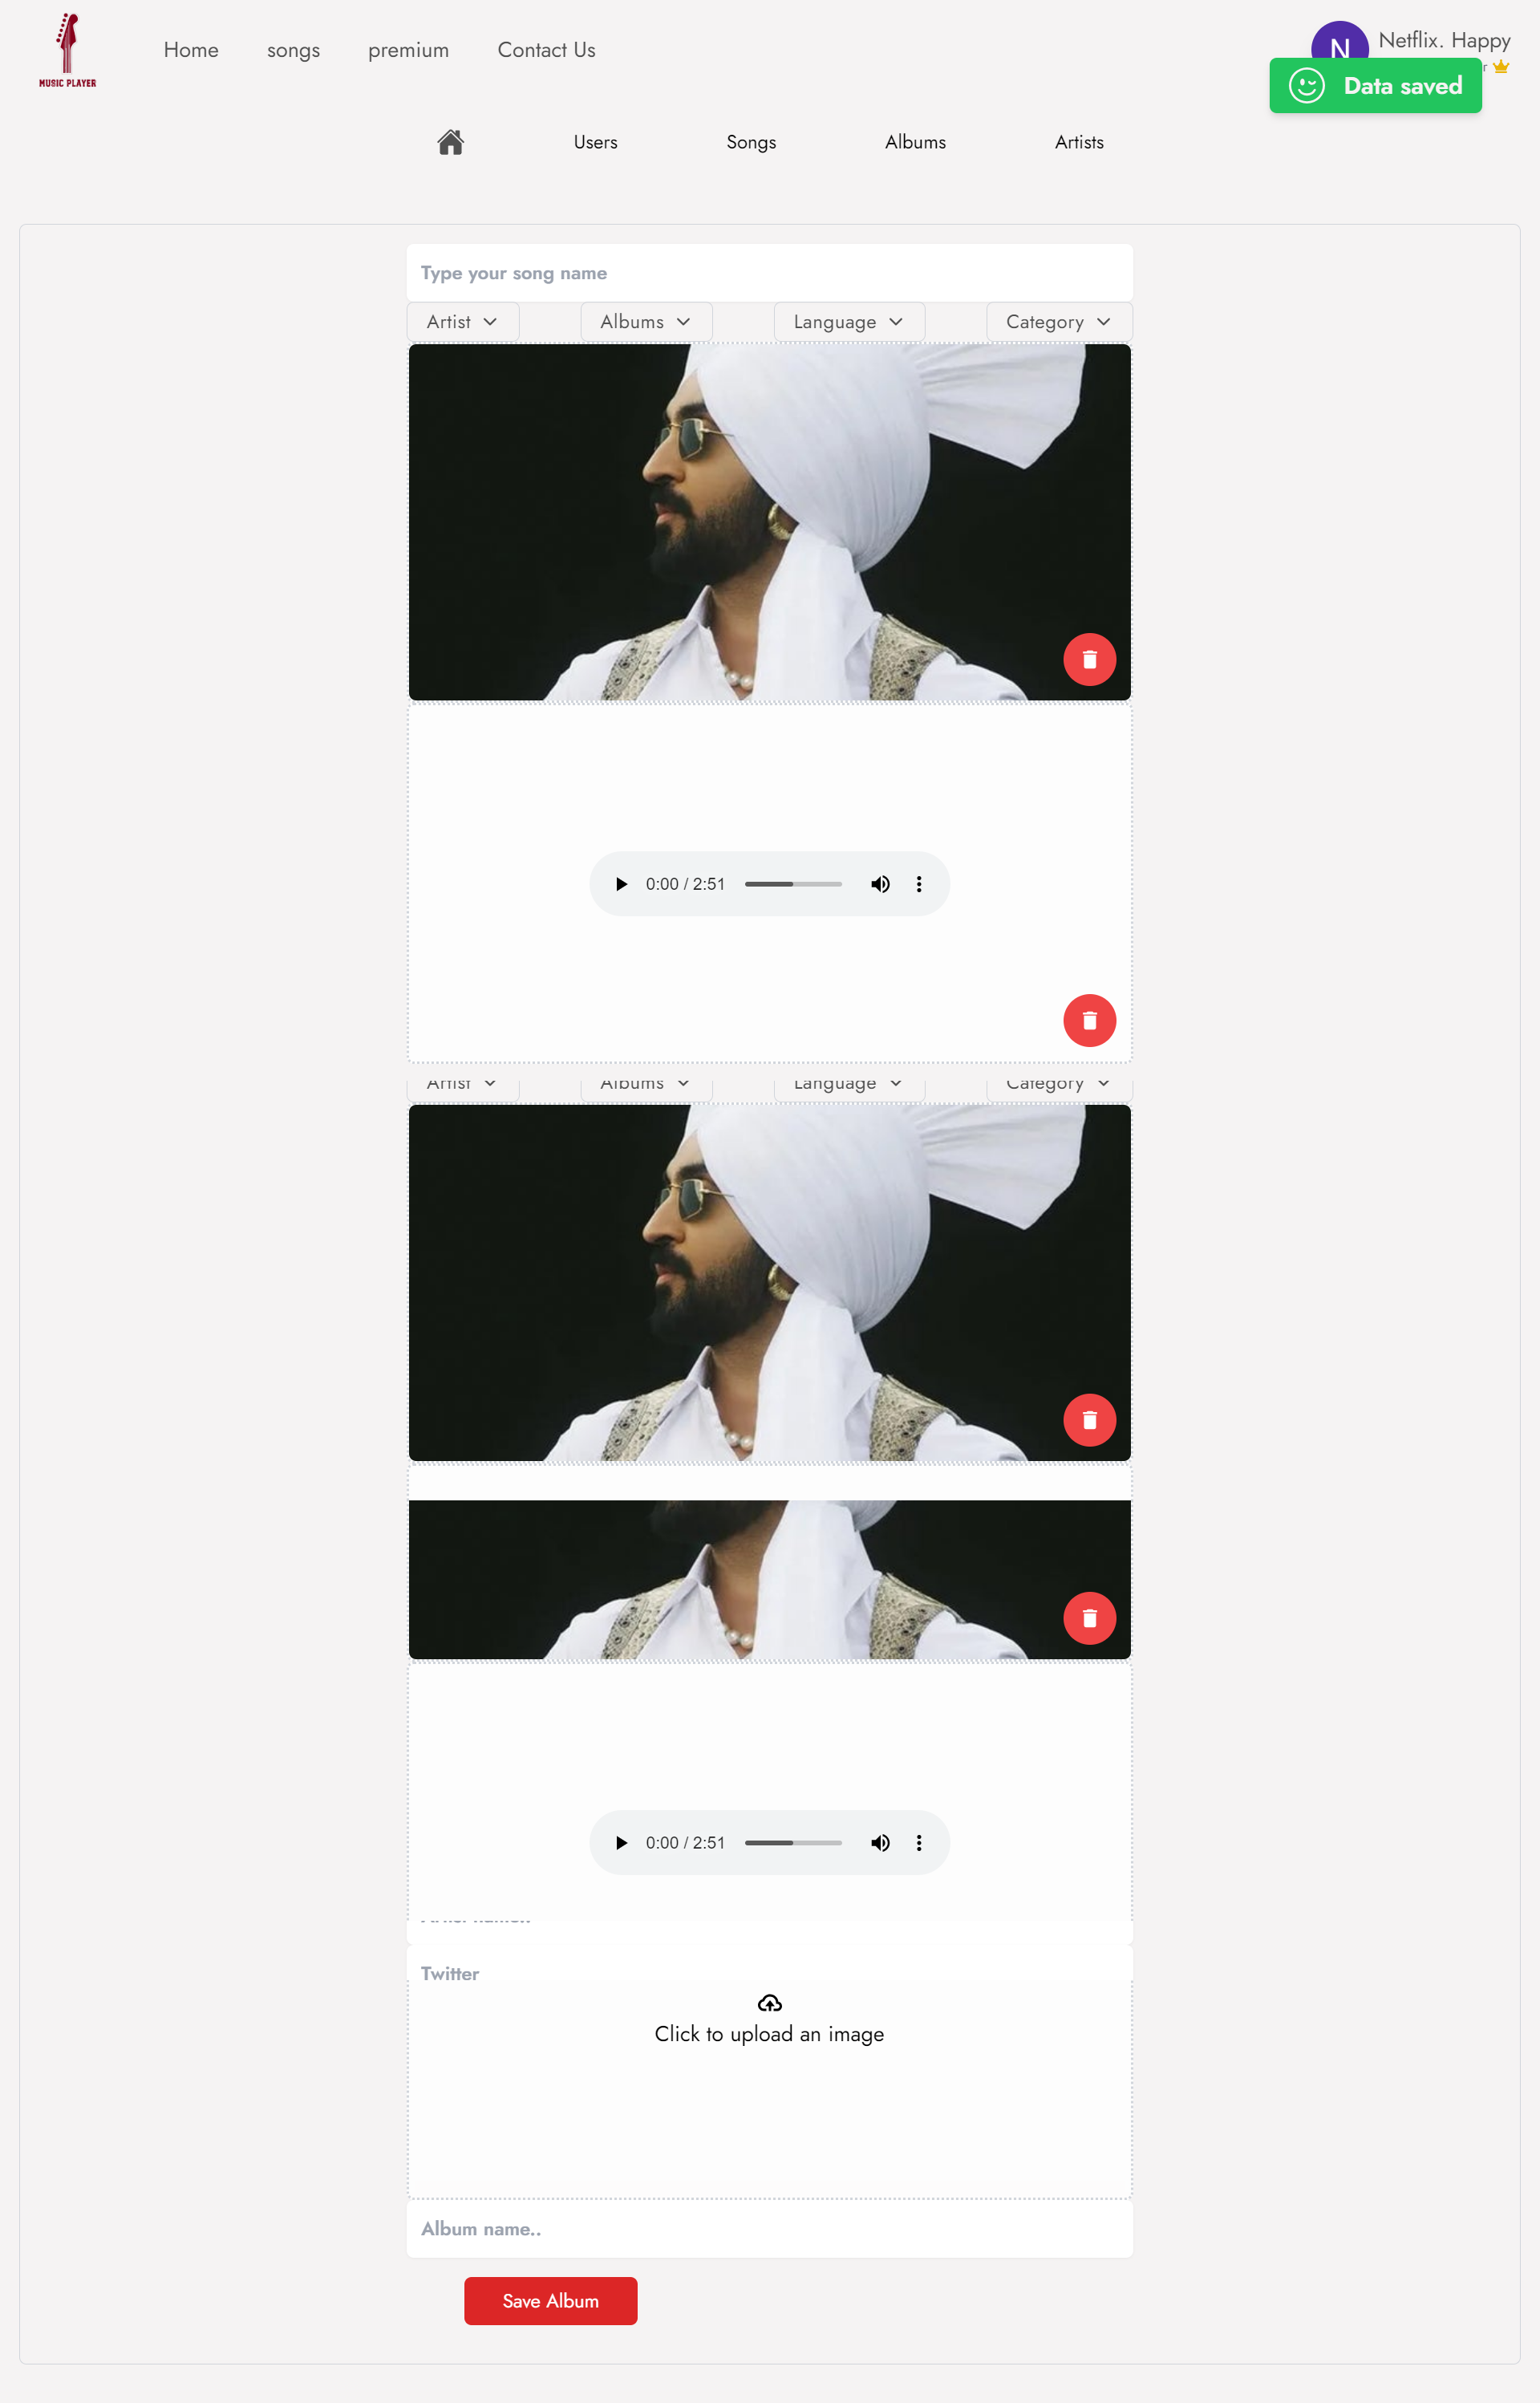 MUSIC PLAYER
Home songs premium Contact Us
Netflix. Happy
N
r
Data saved
Users Songs Albums Artists
Type your song name
Artist Albums Language Category
0:00 / 2:51
Artist Albums Language Category
0:00 / 2:51
Twitter
Click to upload an image
Album name..
Save Album